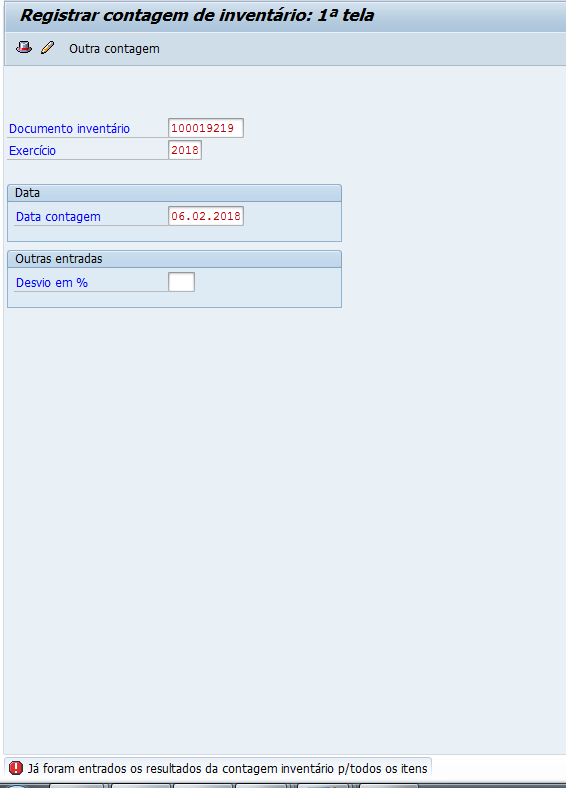 Registrar contagem de inventário: 1ª tela
Outra contagem
Documento inventário 100019219
Exercício 2018
Data
Data contagem 06.02.2018
Outras entradas
Desvio em %
Já foram entrados os resultados da contagem inventário p/todos os itens